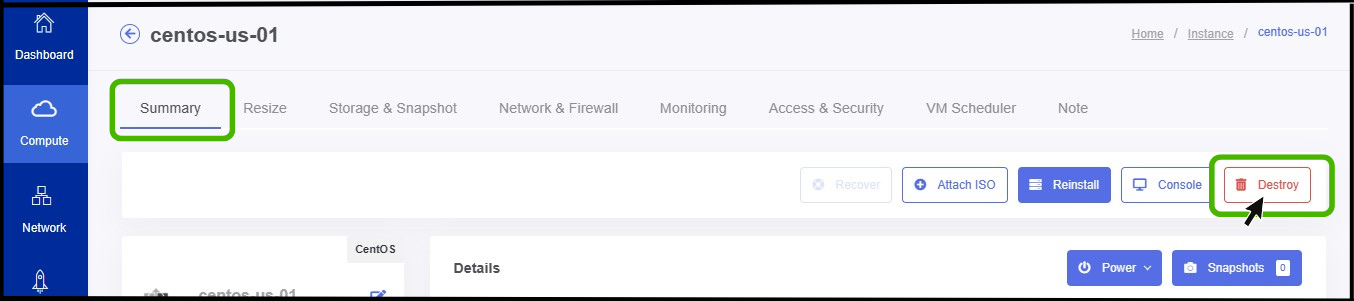 Dashboard
Compute
Network
centos-us-01
Home / Instance / centos-us-01
Summary Resize Storage & Snapshot Network & Firewall Monitoring Access & Security VM Scheduler Note
Recover Attach ISO Reinstall Console Destroy
CentOS
centos-us-01
Details
Power Snapshots 0